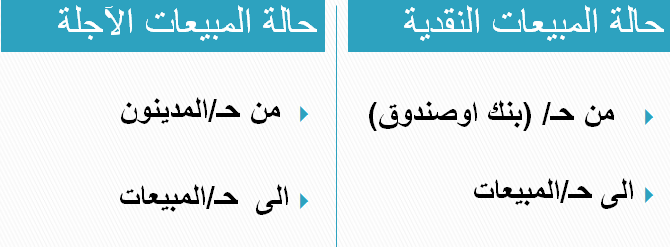 حالة المبيعات النقدية
من حـ/ (بنك اوصندوق)
الى حـ/المبيعات
حالة المبيعات الآجلة
من حـ/المدينون
الى حـ/المبيعات